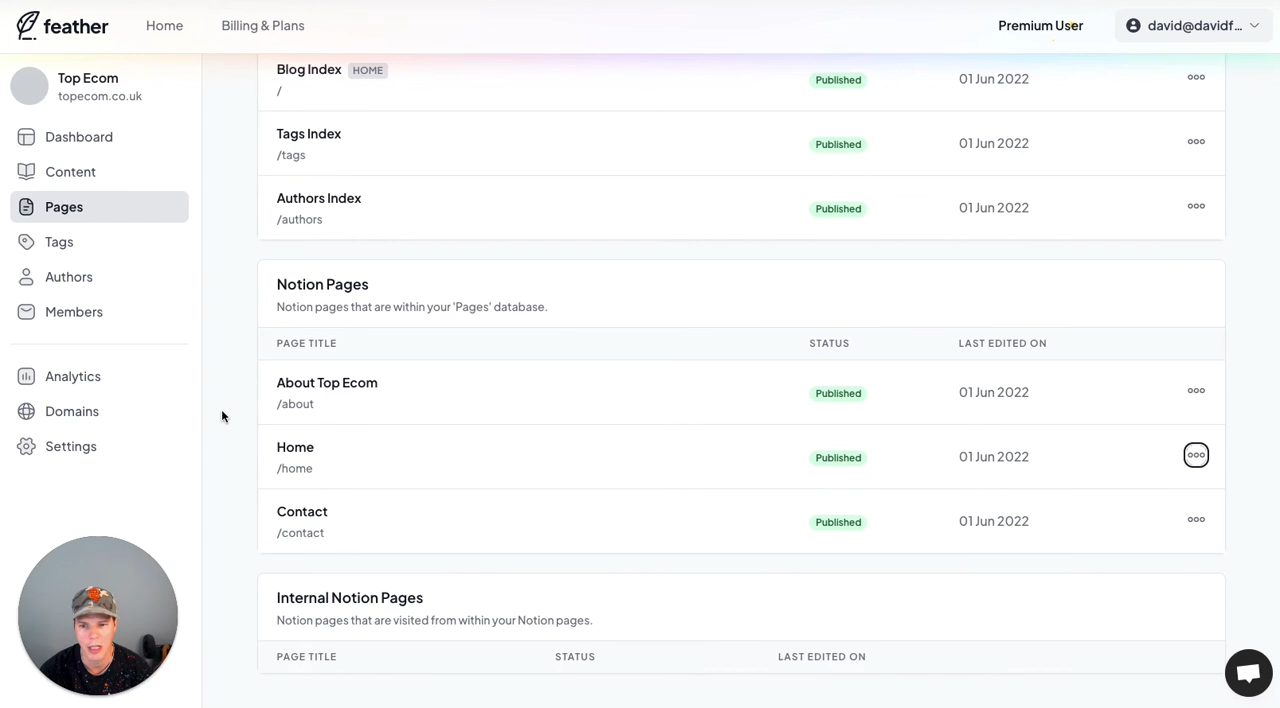 feather
Home
Billing & Plans
Premium User
david@davidf...
Top Ecom
topecom.co.uk
Dashboard
Content
Pages
Tags
Authors
Members
Analytics
Domains
Settings
Blog Index HOME
/
Published
01 Jun 2022
Tags Index
/tags
Published
01 Jun 2022
Authors Index
/authors
Published
01 Jun 2022
Notion Pages
Notion pages that are within your 'Pages' database.
PAGE TITLE STATUS LAST EDITED ON
About Top Ecom
/about
Published
01 Jun 2022
Home
/home
Published
01 Jun 2022
Contact
/contact
Published
01 Jun 2022
Internal Notion Pages
Notion pages that are visited from within your Notion pages.
PAGE TITLE STATUS LAST EDITED ON